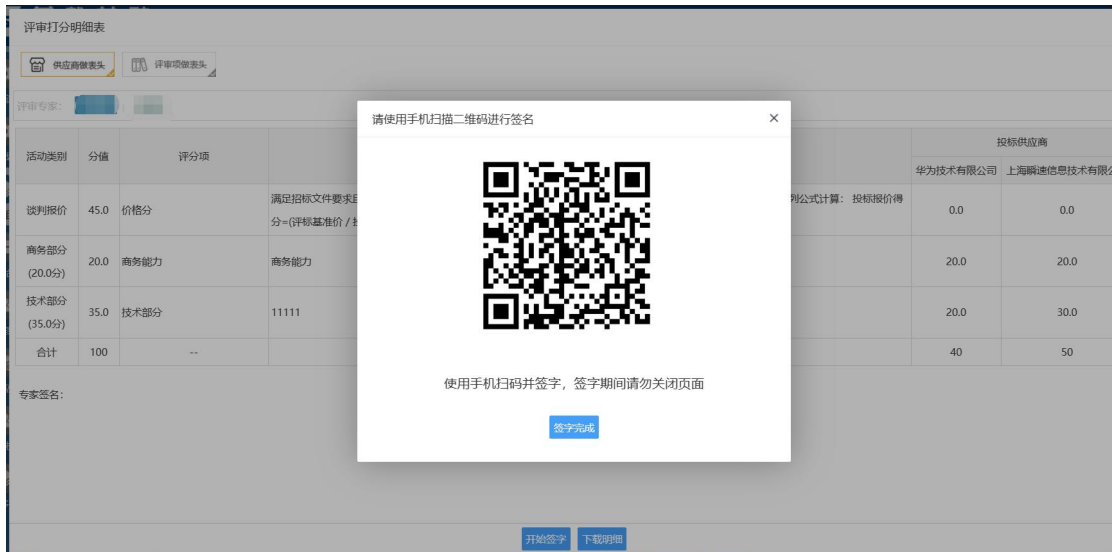 评审打分明细表
供应商做表头
评审项做表头
评审专家:
请使用手机扫描二维码进行签名
活动类别 分值 评分项 投标供应商
华为技术有限公司 上海瞬速信息技术有限
谈判报价 45.0 价格分 满足招标文件要求 列公式计算: 投标报价得 0.0 0.0
分=(评标基准价 /
商务部分
(20.0分) 20.0 商务能力 商务能力 20.0 20.0
技术部分
(35.0分) 35.0 技术部分 11111 20.0 30.0
合计 100 -- 40 50
使用手机扫码并签字, 签字期间请勿关闭页面
专家签名:
签字完成
开始签字 下载明细